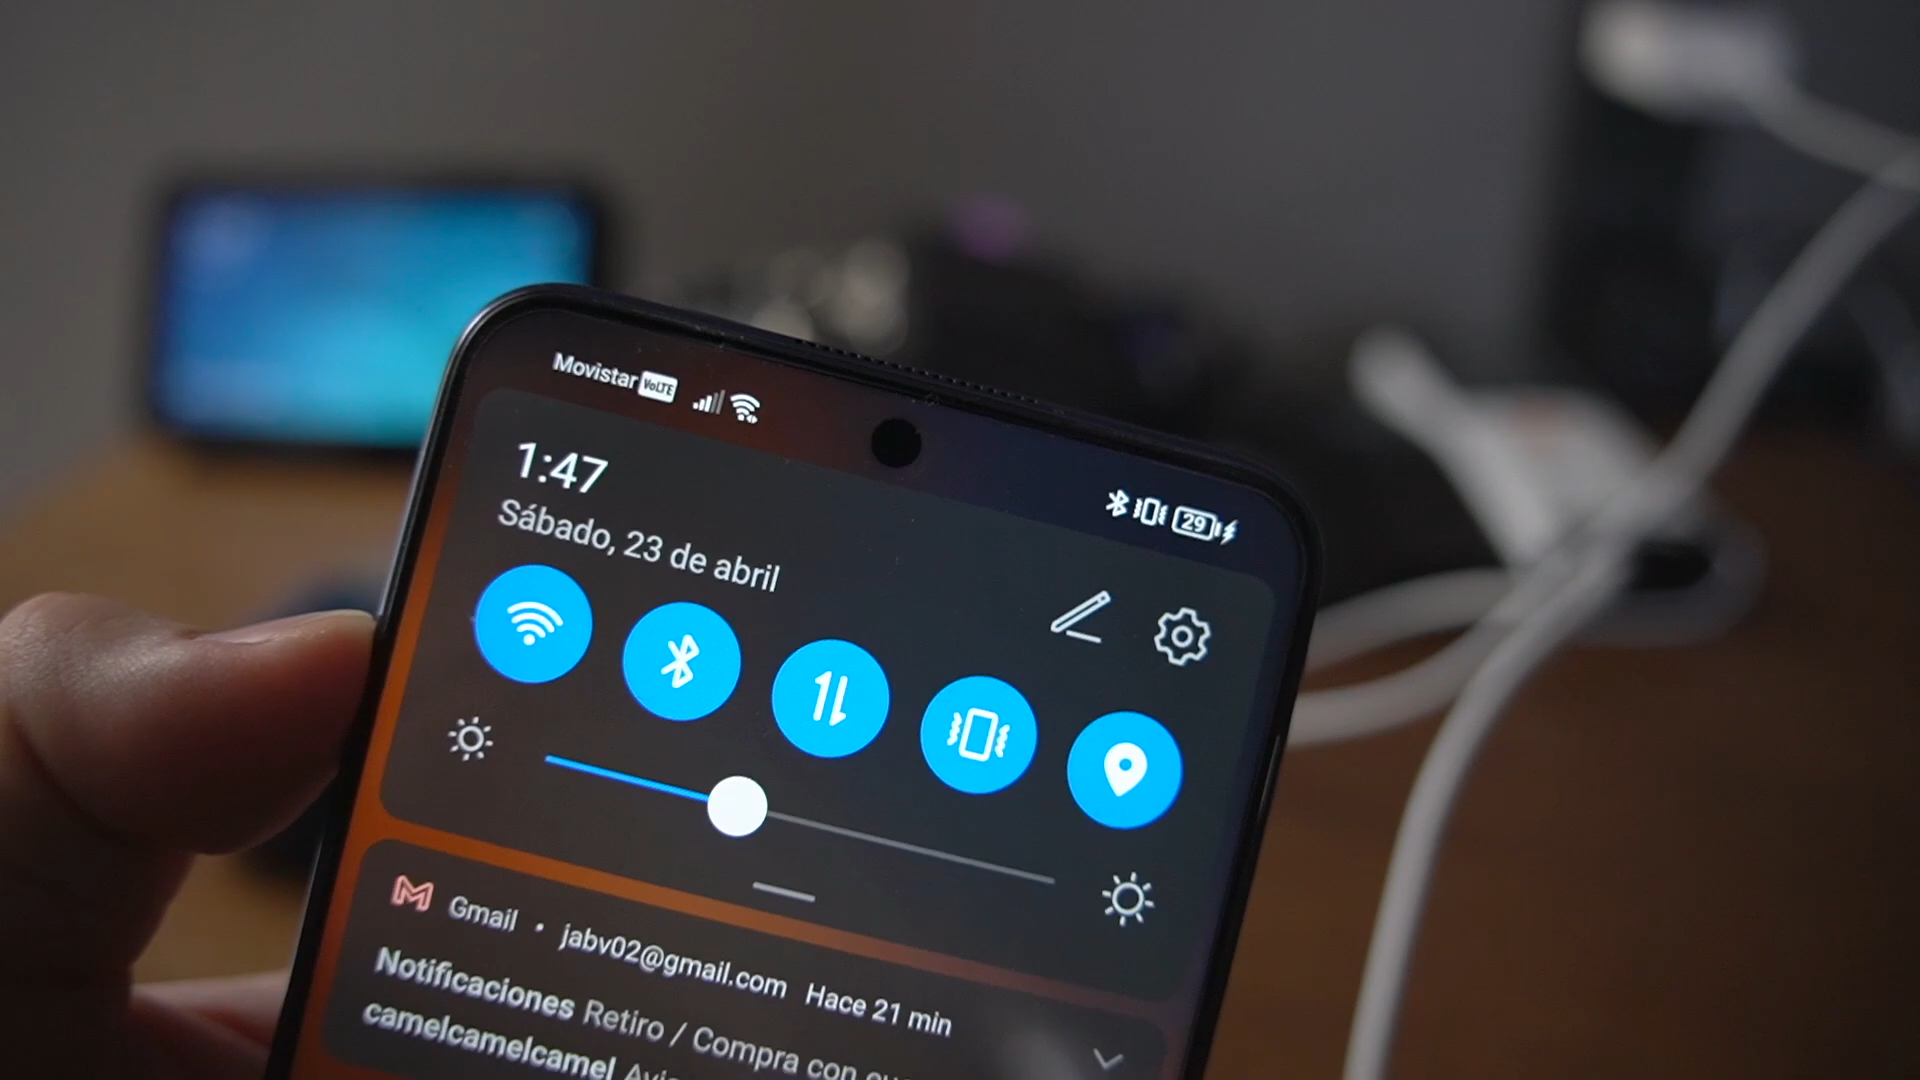 Movistar VoLTE
29
1:47
Sábado, 23 de abril
Gmail • jabv02@gmail.com Hace 21 min
Notificaciones Retiro / Compra con
camelcamelcamel